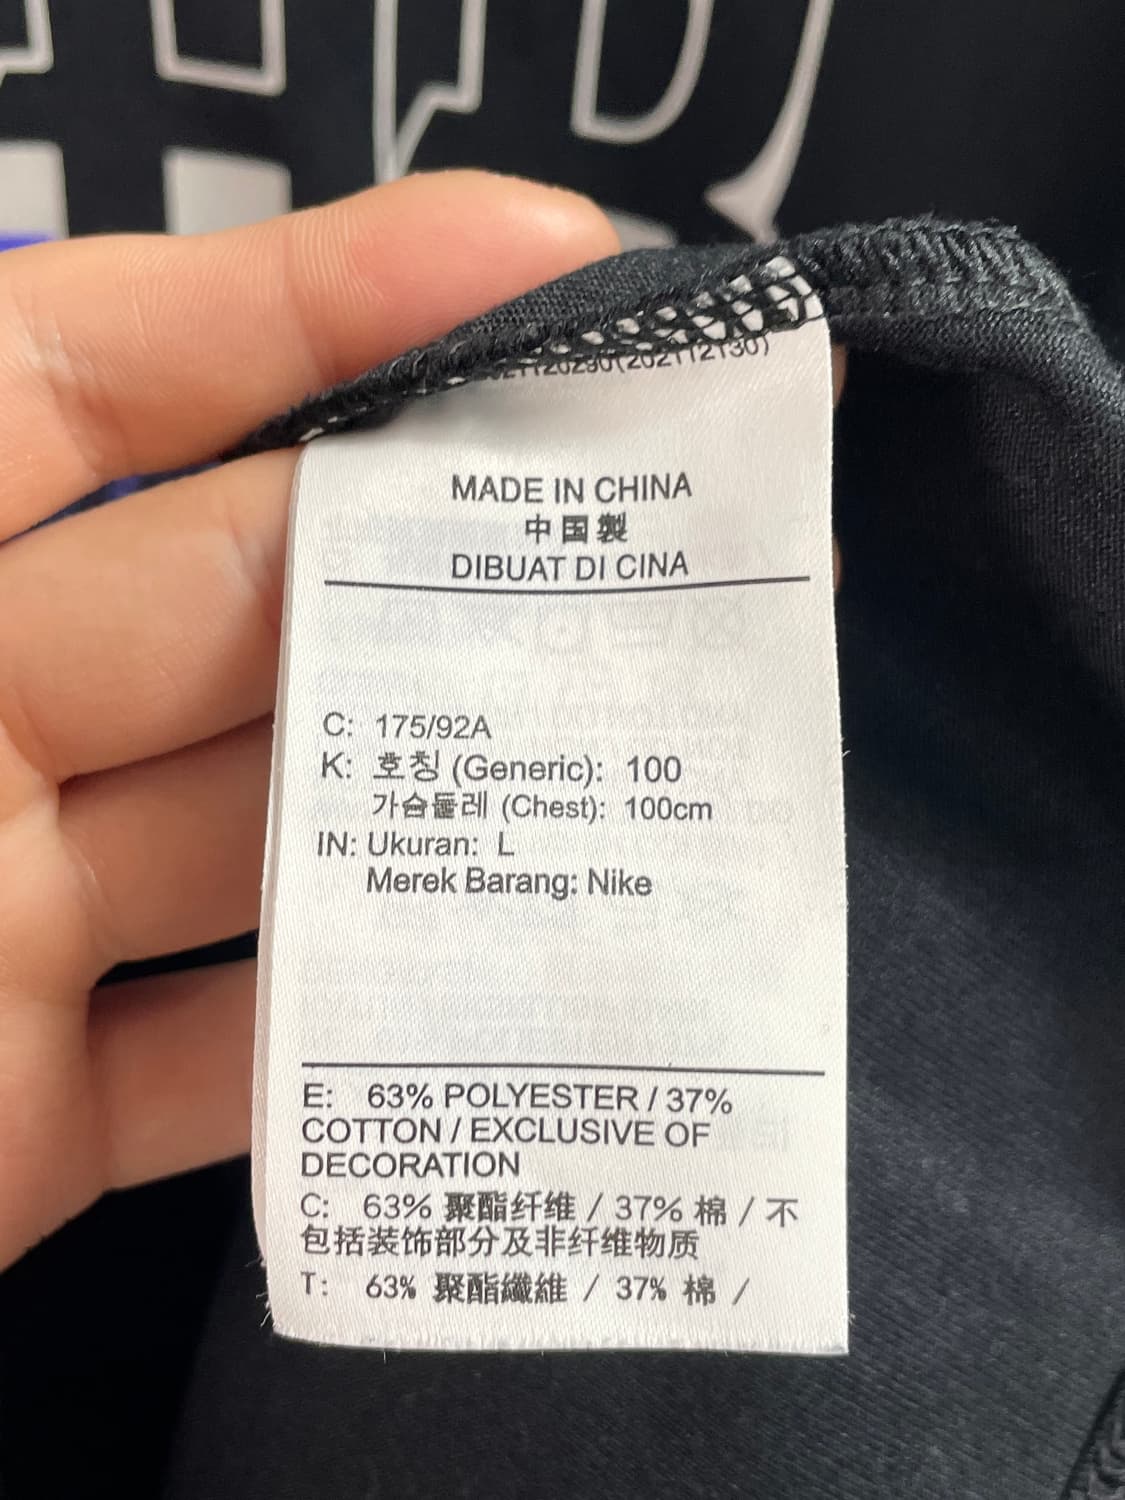 (202112130)
MADE IN CHINA
中国製
DIBUAT DI CINA
C: 175/92A
K: 호칭 (Generic): 100
가슴둘레 (Chest): 100cm
IN: Ukuran: L
Merek Barang: Nike
E: 63% POLYESTER / 37%
COTTON / EXCLUSIVE OF
DECORATION
C: 63% 聚酯纤维 / 37% 棉 / 不
包括装饰部分及非纤维物质
T: 63% 聚酯纖維 / 37% 棉 /